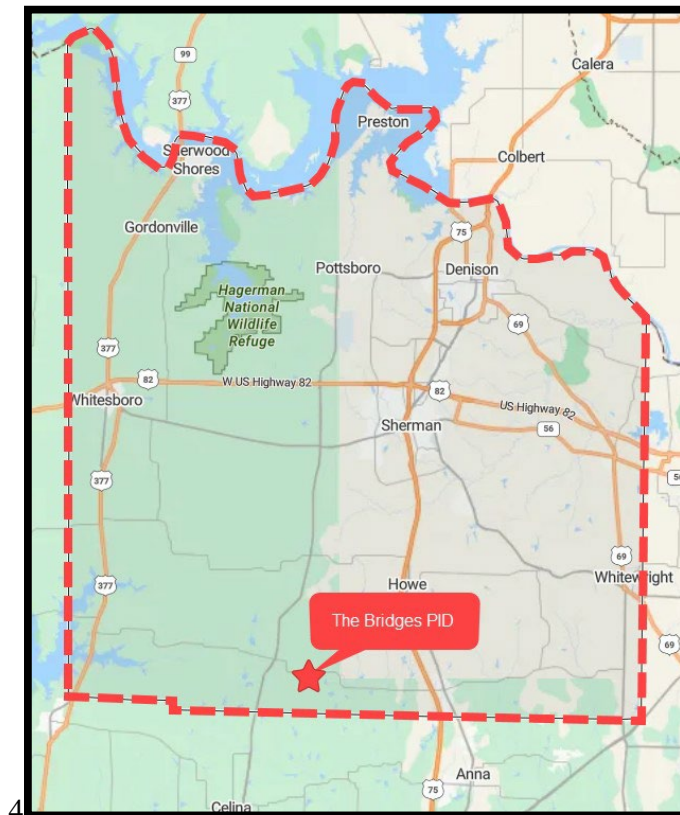 Calera
99
377
Preston
Sherwood
Shores
Colbert
Gordonville
75
Pottsboro
Denison
Hagerman
National
Wildlife
Refuge
69
377
82
W US Highway 82
82
Whitesboro
US Highway 82
Sherman
56
56
377
69
377
Howe
Whitewright
The Bridges PID
69
75
Anna
Celina
4